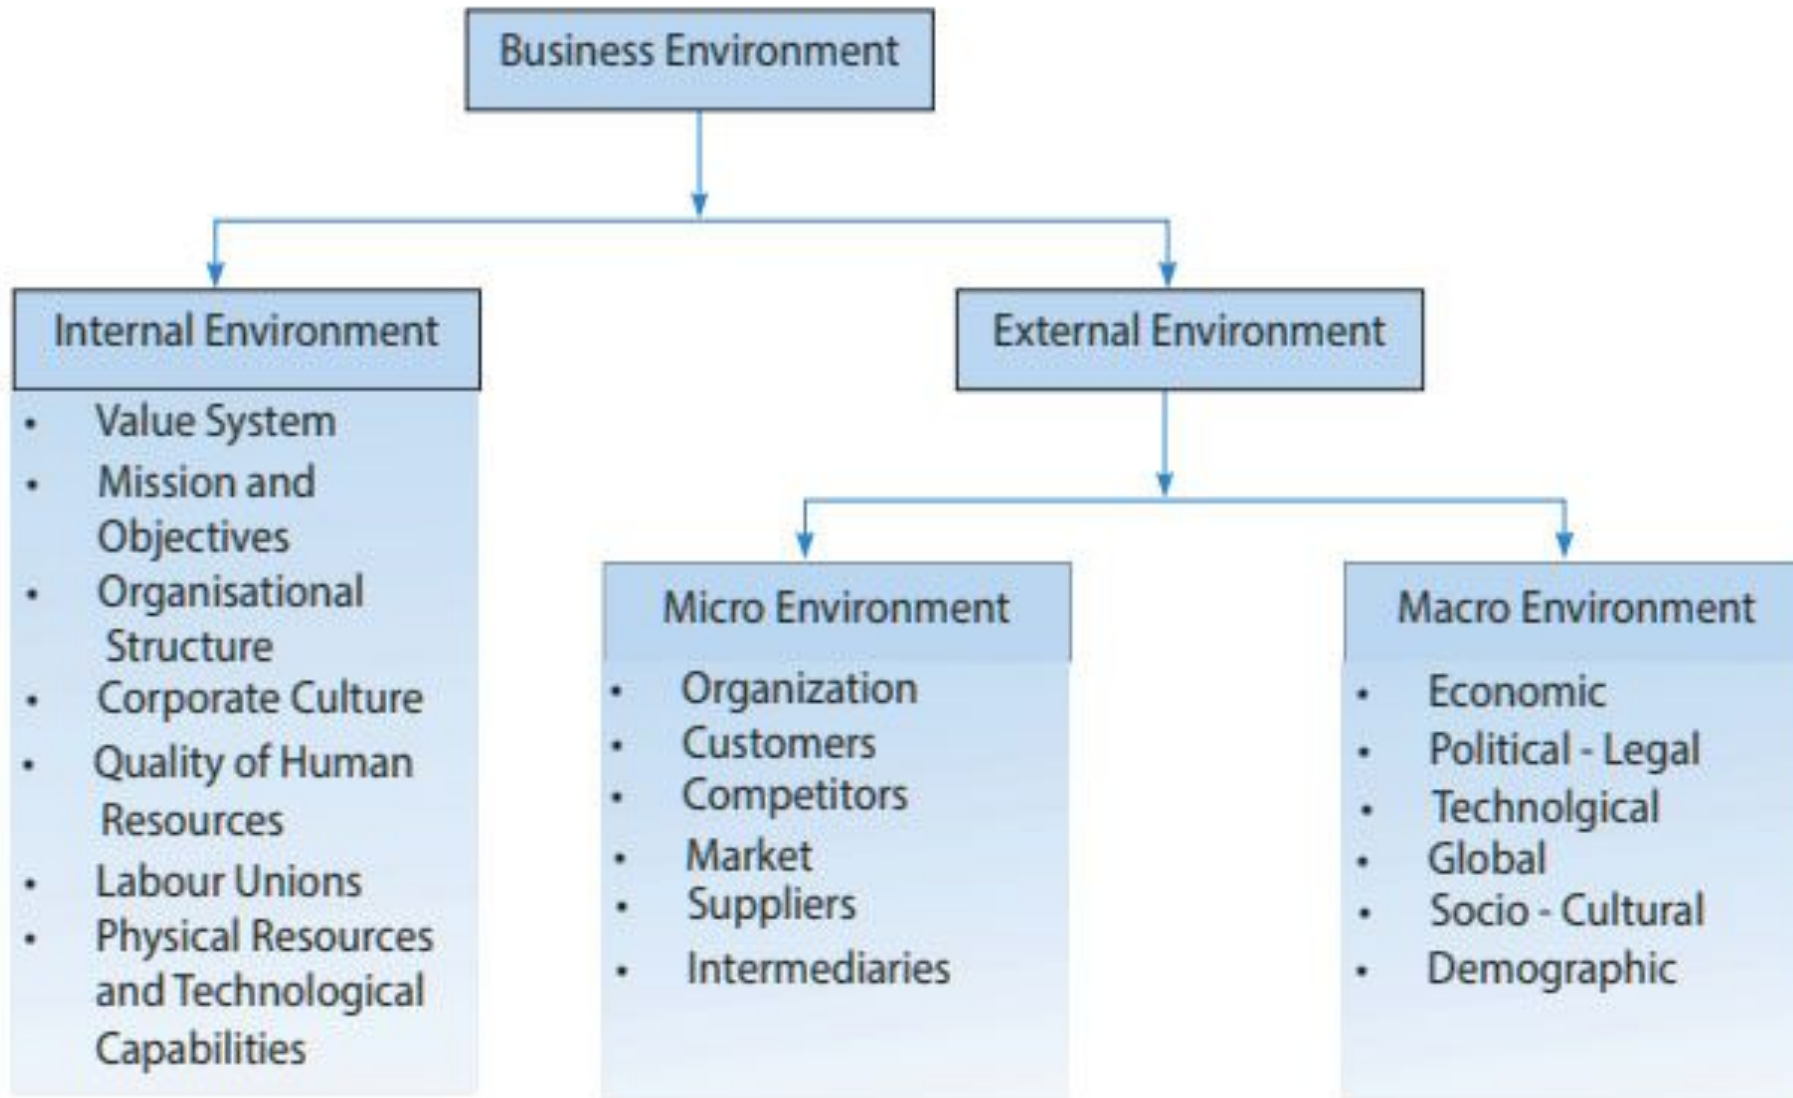 Business Environment
Internal Environment
• Value System
• Mission and
Objectives
• Organisational
Structure
• Corporate Culture
• Quality of Human
Resources
• Labour Unions
• Physical Resources
and Technological
Capabilities
External Environment
Micro Environment
• Organization
• Customers
• Competitors
• Market
• Suppliers
• Intermediaries
Macro Environment
• Economic
• Political - Legal
• Technolgical
• Global
• Socio - Cultural
• Demographic